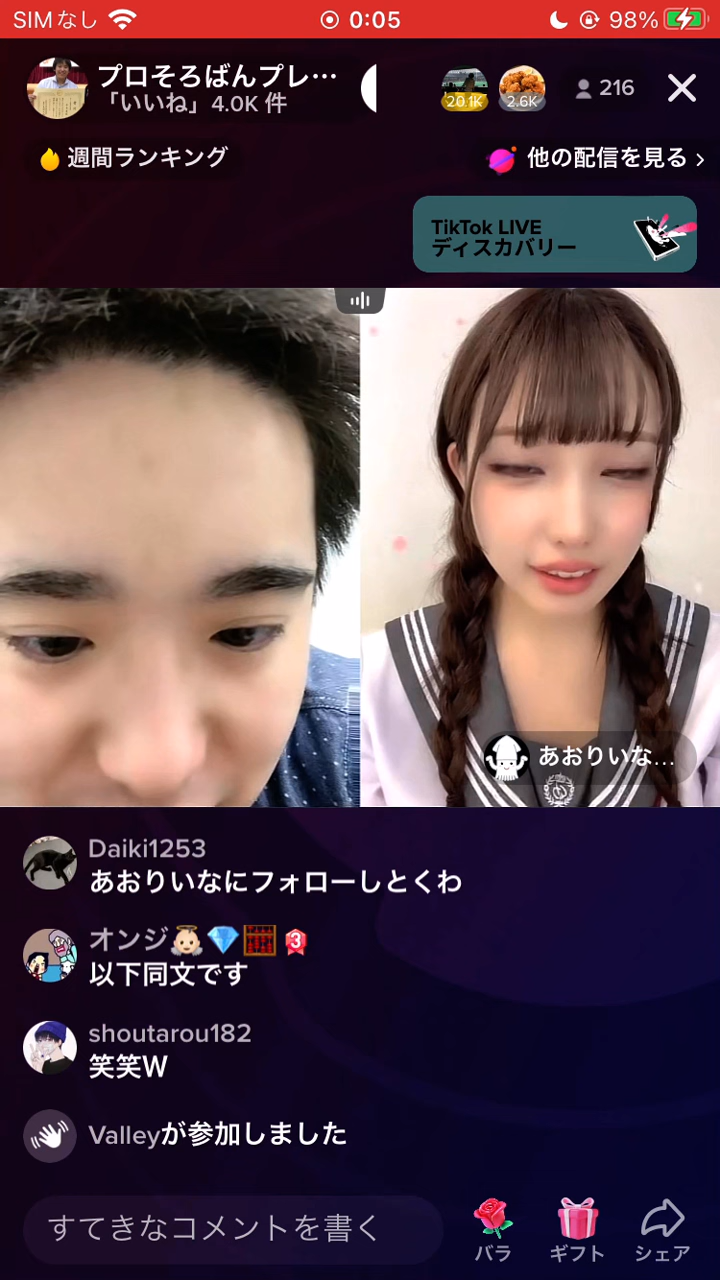 SIMなし
0:05
98%
プロそろばんプレ…
「いいね」4.0K 件
20.1K
2.6K
216
週間ランキング
他の配信を見る
TikTok LIVE
ディスカバリー
あおりいな…
Daiki1253
あおりいなにフォローしとくわ
オンジ👼🏻💎🧮 3
以下同文です
shoutarou182
笑笑W
Valleyが参加しました
すてきなコメントを書く
バラ
ギフト
シェア